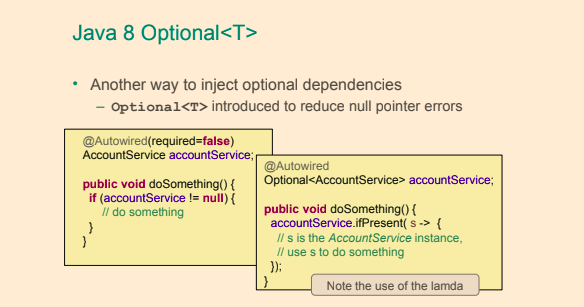 Java 8 Optional<T>
• Another way to inject optional dependencies
– Optional<T> introduced to reduce null pointer errors
@Autowired(required=false)
AccountService accountService;
public void doSomething() {
if (accountService != null) {
// do something
}
}
@Autowired
Optional<AccountService> accountService;
public void doSomething() {
accountService.ifPresent( s -> {
// s is the AccountService instance,
// use s to do something
});
}
Note the use of the lamda